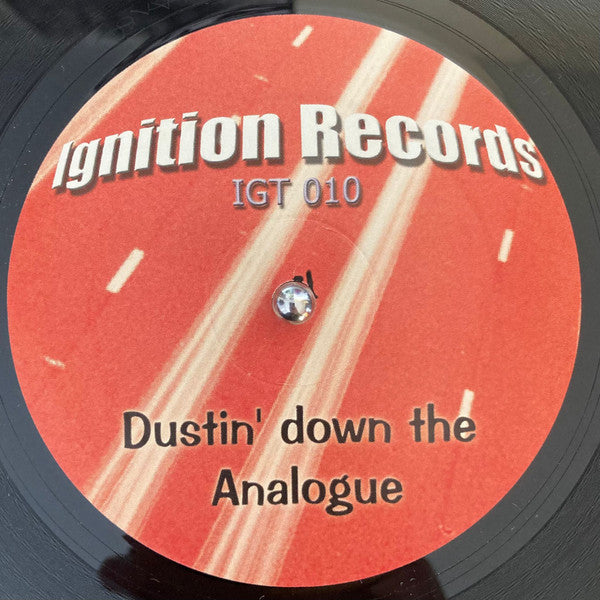 Ignition Records
IGT 010
Dustin' down the
Analogue